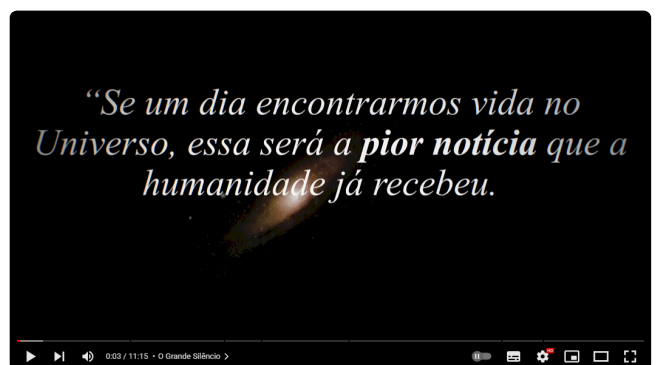 “Se um dia encontrarmos vida no
Universo, essa será a pior notícia que a
humanidade já recebeu.
0:03 / 11:15 • O Grande Silêncio
HD